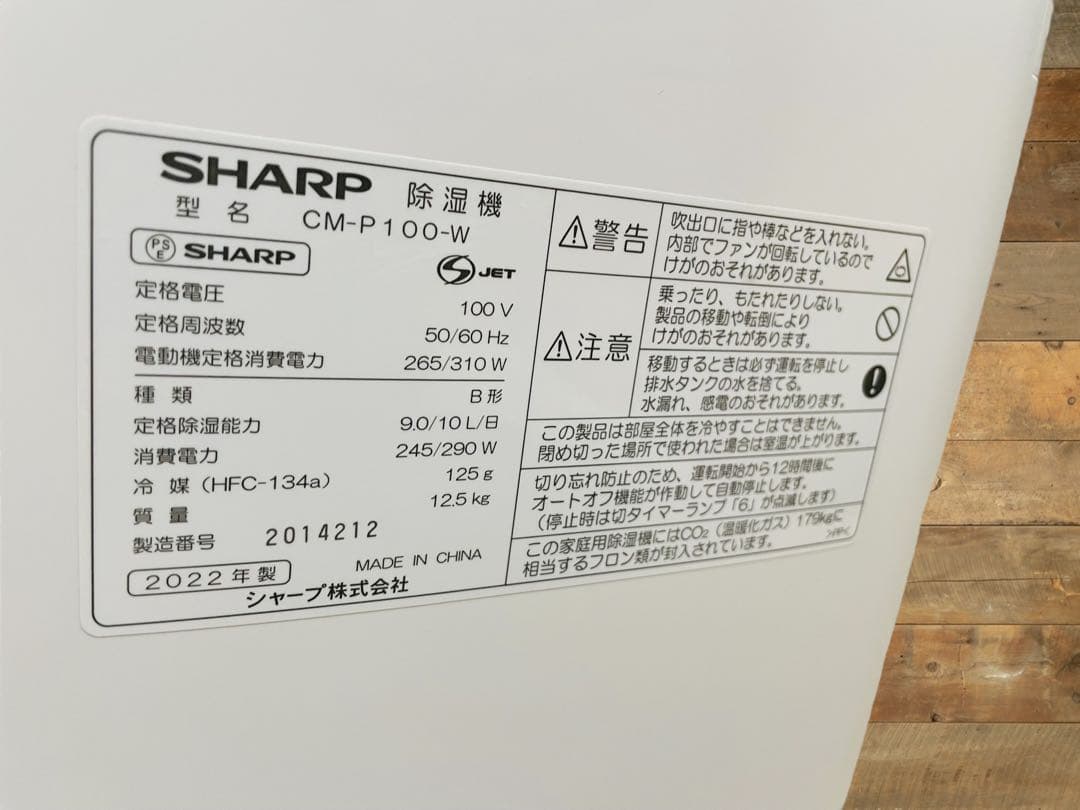 SHARP 除湿機
型名 CM-P100-W
PSE SHARP
S JET
定格電圧 100 V
定格周波数 50/60 Hz
電動機定格消費電力 265/310 W
種類 B形
定格除湿能力 9.0/10 L/日
消費電力 245/290 W
冷媒(HFC-134a) 125 g
質量 12.5 kg
製造番号 2014212
MADE IN CHINA
2022年製
シャープ株式会社
⚠警告
吹出口に指や棒などを入れない。
内部でファンが回転しているので
けがのおそれがあります。
⚠注意
乗ったり、もたれたりしない。
製品の移動や転倒により
けがのおそれがあります。
移動するときは必ず運転を停止し
排水タンクの水を捨てる。
水漏れ、感電のおそれがあります。
この製品は部屋全体を冷やすことはできません。
閉め切った場所で使われた場合は室温が上がります。
切り忘れ防止のため、運転開始から12時間後に
オートオフ機能が作動して自動停止します。
(停止時は切タイマーランプ「6」が点滅します)
この家庭用除湿機にはCO₂(温暖化ガス)179kgに
相当するフロン類が封入されています。